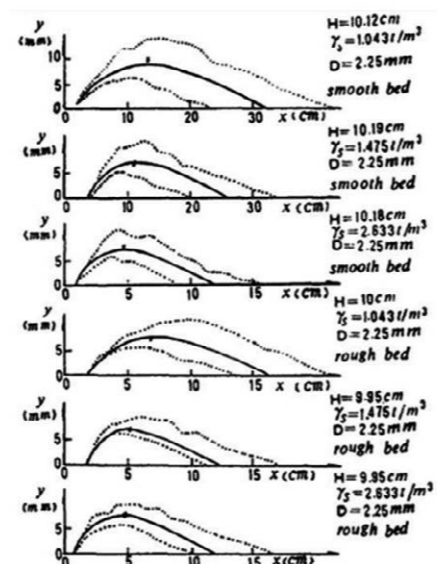 y
(mm)
10
5
0
0 10 20 x(cm) 30
H=10.12cm
γs=1.043t/m³
D=2.25mm
smooth bed
y
(mm)
10
5
0
0 5 10 15 x(cm)
H=10.19cm
γs=1.475t/m³
D=2.25mm
smooth bed
y
(mm)
5
0 5 10 15 x(cm)
H=10.18cm
γs=2.633t/m³
D=2.25mm
smooth bed
y
(mm)
5
0 5 10 15 x(cm)
H=10cm
γs=1.043t/m³
D=2.25mm
rough bed
y
(mm)
5
0 5 10 15 x(cm)
H=9.95cm
γs=1.475t/m³
D=2.25mm
rough bed
y
(mm)
5
0 5 10 15 x(cm)
H=9.95cm
γs=2.633t/m³
D=2.25mm
rough bed